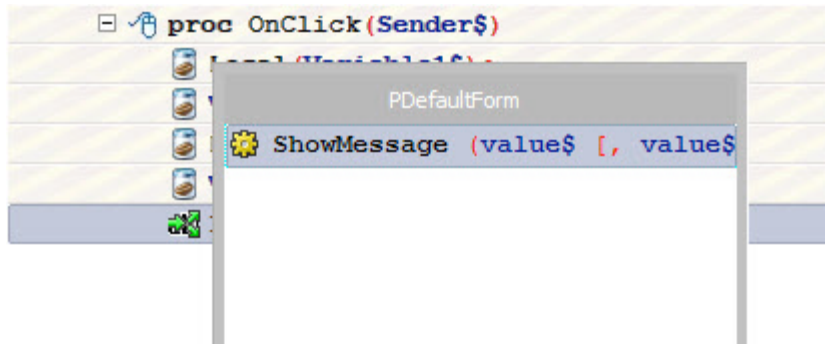 proc OnClick(Sender$)
PDefaultForm
ShowMessage (value$ [, value$